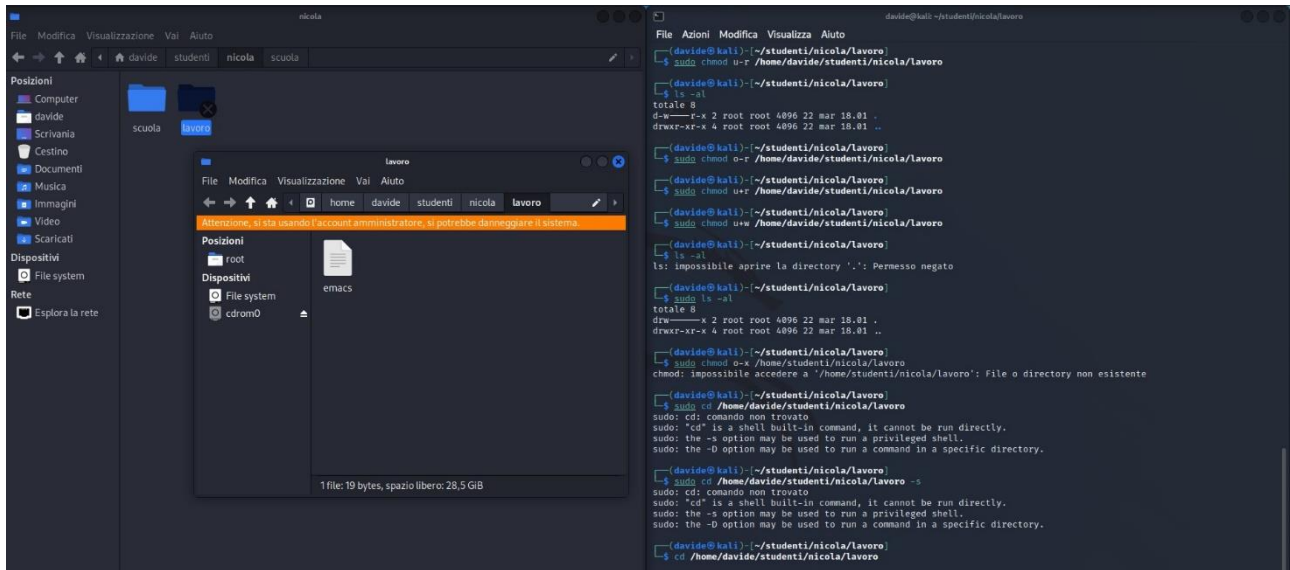 nicola
File Modifica Visualizzazione Vai Aiuto
davide studenti nicola scuola
Posizioni
Computer
davide
Scrivania
Cestino
Documenti
Musica
Immagini
Video
Scaricati
Dispositivi
File system
Rete
Esplora la rete
scuola
lavoro
lavoro
File Modifica Visualizzazione Vai Aiuto
home davide studenti nicola lavoro
Attenzione, si sta usando l'account amministratore, si potrebbe danneggiare il sistema.
Posizioni
root
Dispositivi
File system
cdrom0
emacs
1 file: 19 bytes, spazio libero: 28,5 GiB
davide@kali: ~/studenti/nicola/lavoro
File Azioni Modifica Visualizza Aiuto
(davide㉿kali)-[~/studenti/nicola/lavoro]
$ sudo chmod u-r /home/davide/studenti/nicola/lavoro
(davide㉿kali)-[~/studenti/nicola/lavoro]
$ ls -al
totale 8
d-w----r-x 2 root root 4096 22 mar 18.01 .
drwxr-xr-x 4 root root 4096 22 mar 18.01 ..
(davide㉿kali)-[~/studenti/nicola/lavoro]
$ sudo chmod o-r /home/davide/studenti/nicola/lavoro
(davide㉿kali)-[~/studenti/nicola/lavoro]
$ sudo chmod u+r /home/davide/studenti/nicola/lavoro
(davide㉿kali)-[~/studenti/nicola/lavoro]
$ sudo chmod u+w /home/davide/studenti/nicola/lavoro
(davide㉿kali)-[~/studenti/nicola/lavoro]
$ ls -al
ls: impossibile aprire la directory '.': Permesso negato
(davide㉿kali)-[~/studenti/nicola/lavoro]
$ sudo ls -al
totale 8
drw------x 2 root root 4096 22 mar 18.01 .
drwxr-xr-x 4 root root 4096 22 mar 18.01 ..
(davide㉿kali)-[~/studenti/nicola/lavoro]
$ sudo chmod o-x /home/studenti/nicola/lavoro
chmod: impossibile accedere a '/home/studenti/nicola/lavoro': File o directory non esistente
(davide㉿kali)-[~/studenti/nicola/lavoro]
$ sudo cd /home/davide/studenti/nicola/lavoro
sudo: cd: comando non trovato
sudo: "cd" is a shell built-in command, it cannot be run directly.
sudo: the -s option may be used to run a privileged shell.
sudo: the -D option may be used to run a command in a specific directory.
(davide㉿kali)-[~/studenti/nicola/lavoro]
$ sudo cd /home/davide/studenti/nicola/lavoro -s
sudo: cd: comando non trovato
sudo: "cd" is a shell built-in command, it cannot be run directly.
sudo: the -s option may be used to run a privileged shell.
sudo: the -D option may be used to run a command in a specific directory.
(davide㉿kali)-[~/studenti/nicola/lavoro]
$ cd /home/davide/studenti/nicola/lavoro